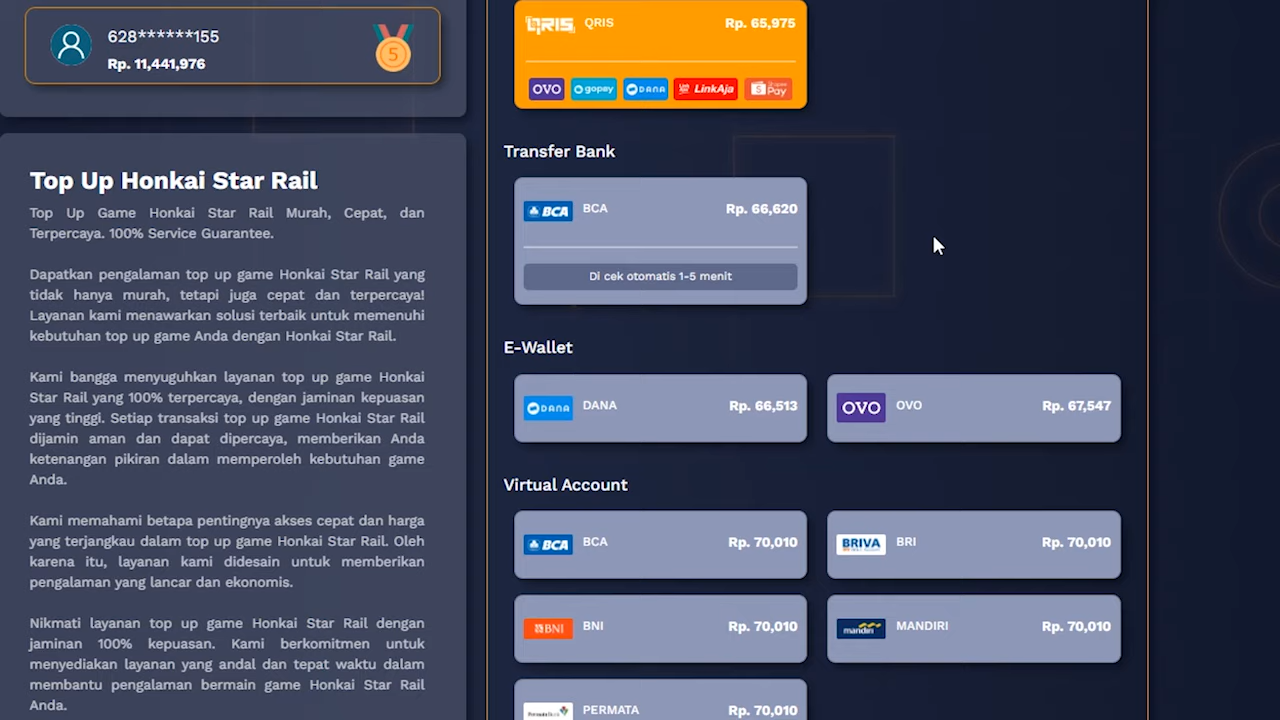 628******155
Rp. 11,441,976
5
Top Up Honkai Star Rail
Top Up Game Honkai Star Rail Murah, Cepat, dan
Terpercaya. 100% Service Guarantee.
Dapatkan pengalaman top up game Honkai Star Rail yang
tidak hanya murah, tetapi juga cepat dan terpercaya!
Layanan kami menawarkan solusi terbaik untuk memenuhi
kebutuhan top up game Anda dengan Honkai Star Rail.
Kami bangga menyuguhkan layanan top up game Honkai
Star Rail yang 100% terpercaya, dengan jaminan kepuasan
yang tinggi. Setiap transaksi top up game Honkai Star Rail
dijamin aman dan dapat dipercaya, memberikan Anda
ketenangan pikiran dalam memperoleh kebutuhan game
Anda.
Kami memahami betapa pentingnya akses cepat dan harga
yang terjangkau dalam top up game Honkai Star Rail. Oleh
karena itu, layanan kami didesain untuk memberikan
pengalaman yang lancar dan ekonomis.
Nikmati layanan top up game Honkai Star Rail dengan
jaminan 100% kepuasan. Kami berkomitmen untuk
menyediakan layanan yang andal dan tepat waktu dalam
membantu pengalaman bermain game Honkai Star Rail
Anda.
QRIS QRIS Rp. 65,975
OVO gopay DANA LinkAja Pay
Transfer Bank
BCA BCA Rp. 66,620
Di cek otomatis 1-5 menit
E-Wallet
DANA DANA Rp. 66,513
OVO OVO Rp. 67,547
Virtual Account
BCA BCA Rp. 70,010
BRIVA BRI Rp. 70,010
BNI BNI Rp. 70,010
mandiri MANDIRI Rp. 70,010
PERMATA Rp. 70,010